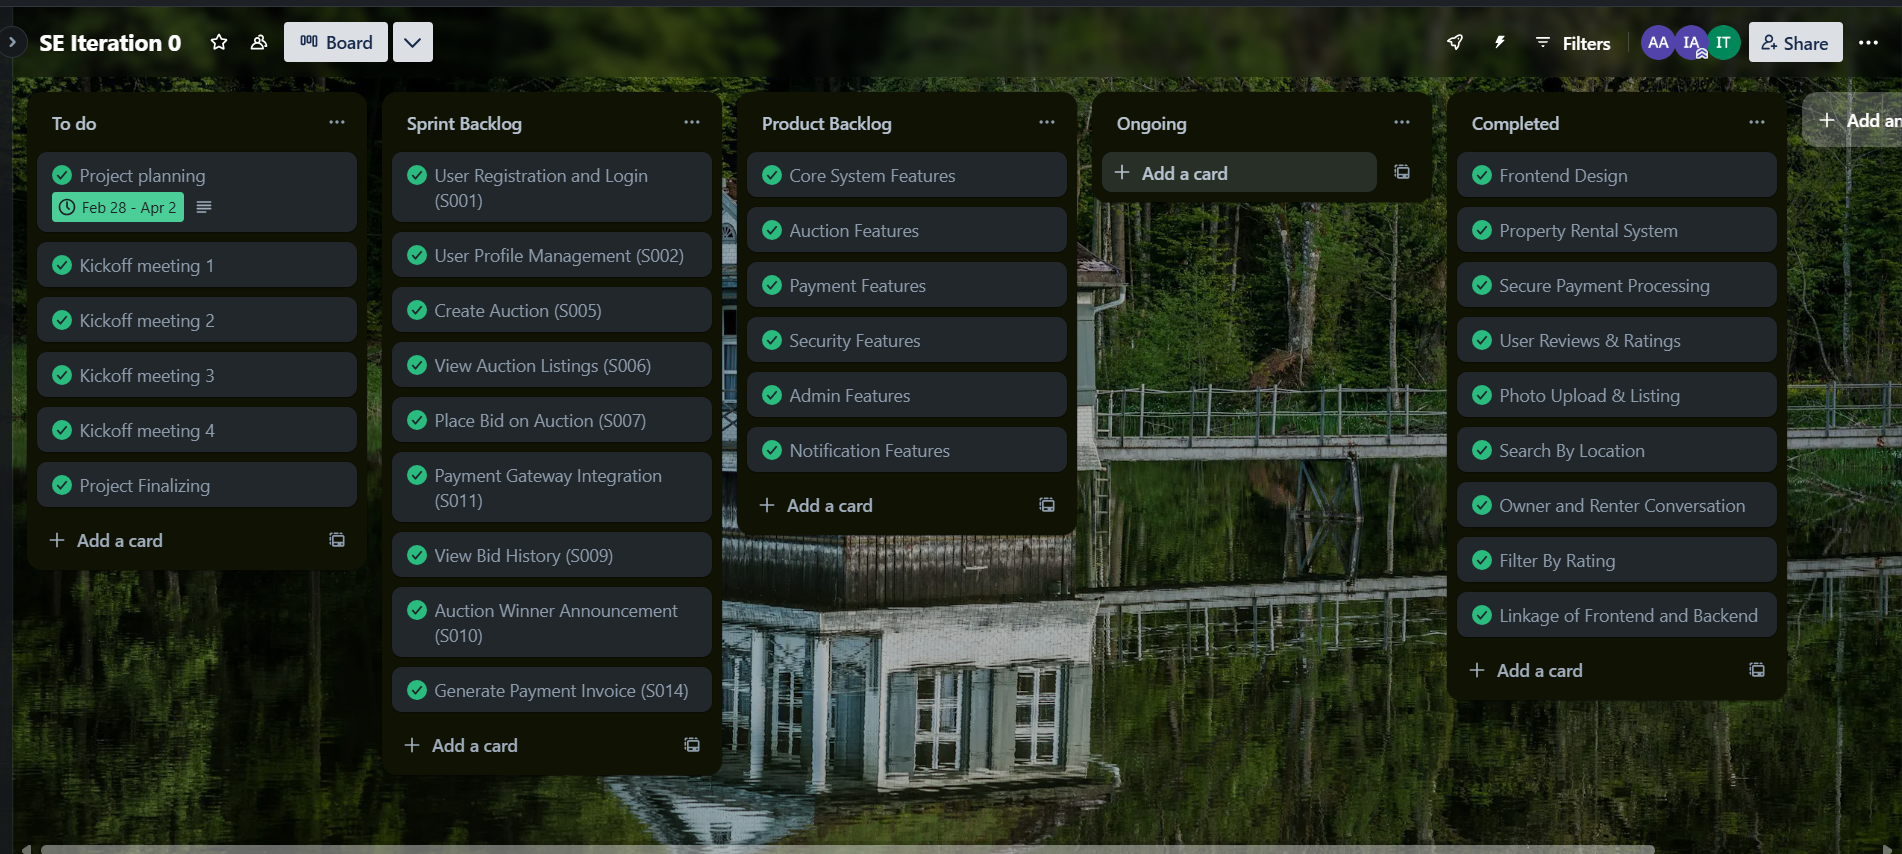 SE Iteration 0
Board
Filters
AA
IA
IT
Share
To do
Project planning
Feb 28 - Apr 2
Kickoff meeting 1
Kickoff meeting 2
Kickoff meeting 3
Kickoff meeting 4
Project Finalizing
Add a card
Sprint Backlog
User Registration and Login
(S001)
User Profile Management (S002)
Create Auction (S005)
View Auction Listings (S006)
Place Bid on Auction (S007)
Payment Gateway Integration
(S011)
View Bid History (S009)
Auction Winner Announcement
(S010)
Generate Payment Invoice (S014)
Add a card
Product Backlog
Core System Features
Auction Features
Payment Features
Security Features
Admin Features
Notification Features
Add a card
Ongoing
Add a card
Completed
Frontend Design
Property Rental System
Secure Payment Processing
User Reviews & Ratings
Photo Upload & Listing
Search By Location
Owner and Renter Conversation
Filter By Rating
Linkage of Frontend and Backend
Add a card
Add an